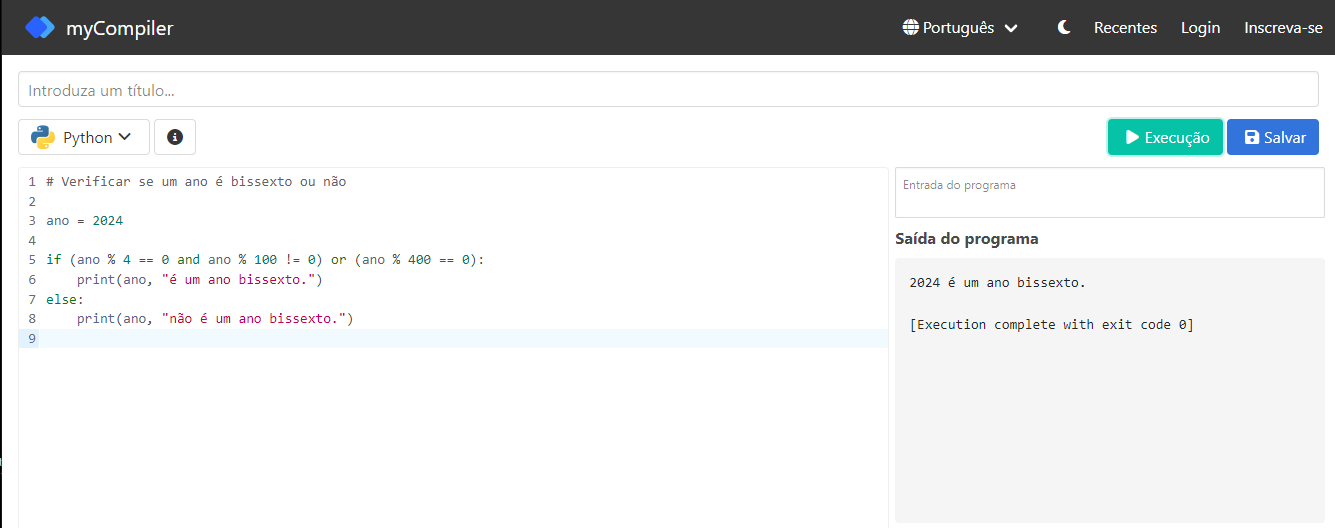 myCompiler
Português
Recentes
Login
Inscreva-se
Introduza um título...
Python
Execução
Salvar
1 # Verificar se um ano é bissexto ou não
2
3 ano = 2024
4
5 if (ano % 4 == 0 and ano % 100 != 0) or (ano % 400 == 0):
6     print(ano, "é um ano bissexto.")
7 else:
8     print(ano, "não é um ano bissexto.")
9
Entrada do programa
Saída do programa
2024 é um ano bissexto.
[Execution complete with exit code 0]